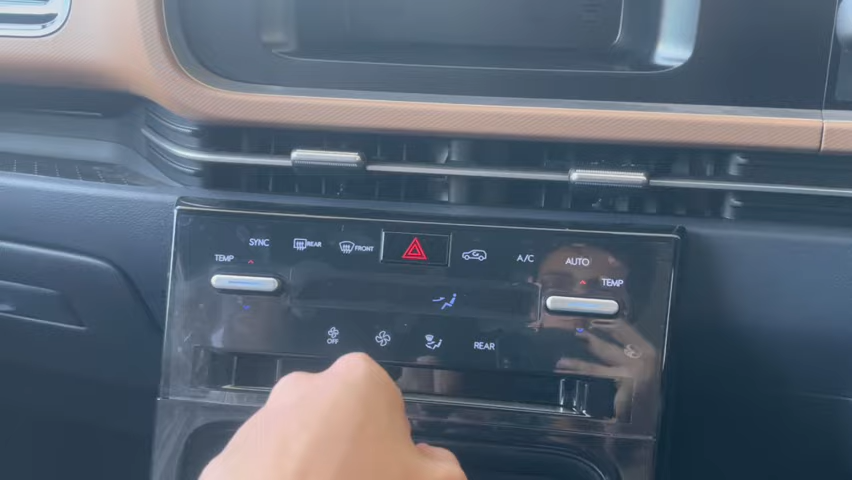 SYNC
REAR
FRONT
A/C
AUTO
TEMP
TEMP
OFF
REAR